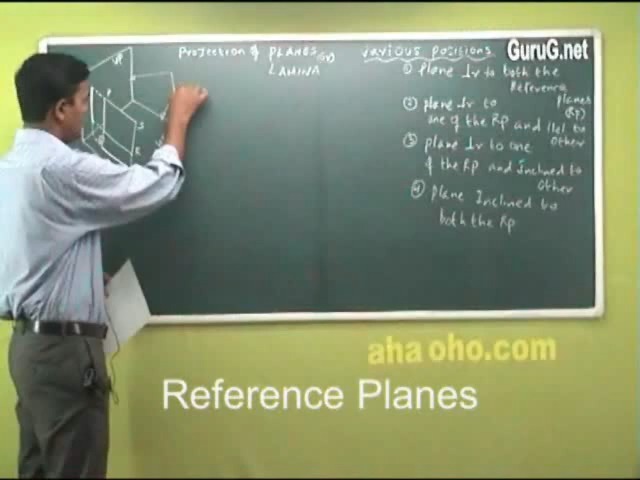 Projection of PLANES (or)
LAMINA
Various positions
GuruG.net
① Plane ⊥r to both the
Reference
planes
(RP)
② plane ⊥r to
one of the RP and ||el to
Other
③ plane ⊥r to one
of the RP and Inclined to
Other
④ plane Inclined to
both the RP
VP
P
S
R
aha oho.com
Reference Planes